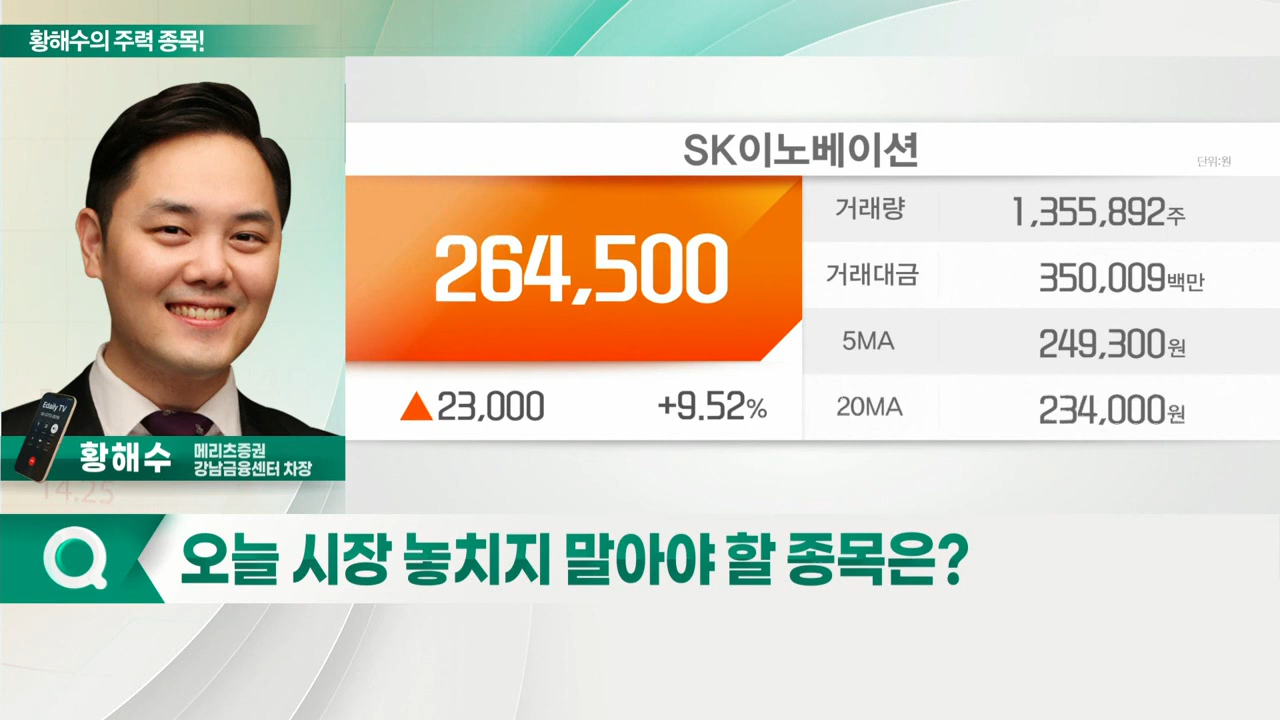 황해수의 주력 종목!
SK이노베이션
단위:원
264,500
▲23,000 +9.52%
거래량 1,355,892주
거래대금 350,009백만
5MA 249,300원
20MA 234,000원
Edaily TV
황해수
메리츠증권
강남금융센터 차장
14.25
오늘 시장 놓치지 말아야 할 종목은?